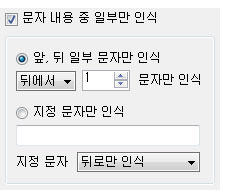 문자 내용 중 일부만 인식
앞, 뒤 일부 문자만 인식
뒤에서 1 문자만 인식
지정 문자만 인식
지정 문자 뒤로만 인식